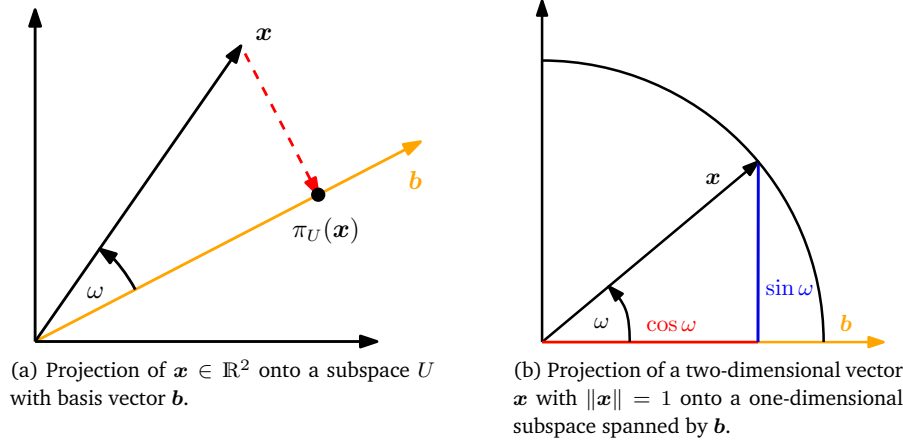 x
b
π_U(x)
ω
(a) Projection of x ∈ ℝ² onto a subspace U
with basis vector b.
x
sin ω
ω
cos ω
b
(b) Projection of a two-dimensional vector
x with ‖x‖ = 1 onto a one-dimensional
subspace spanned by b.